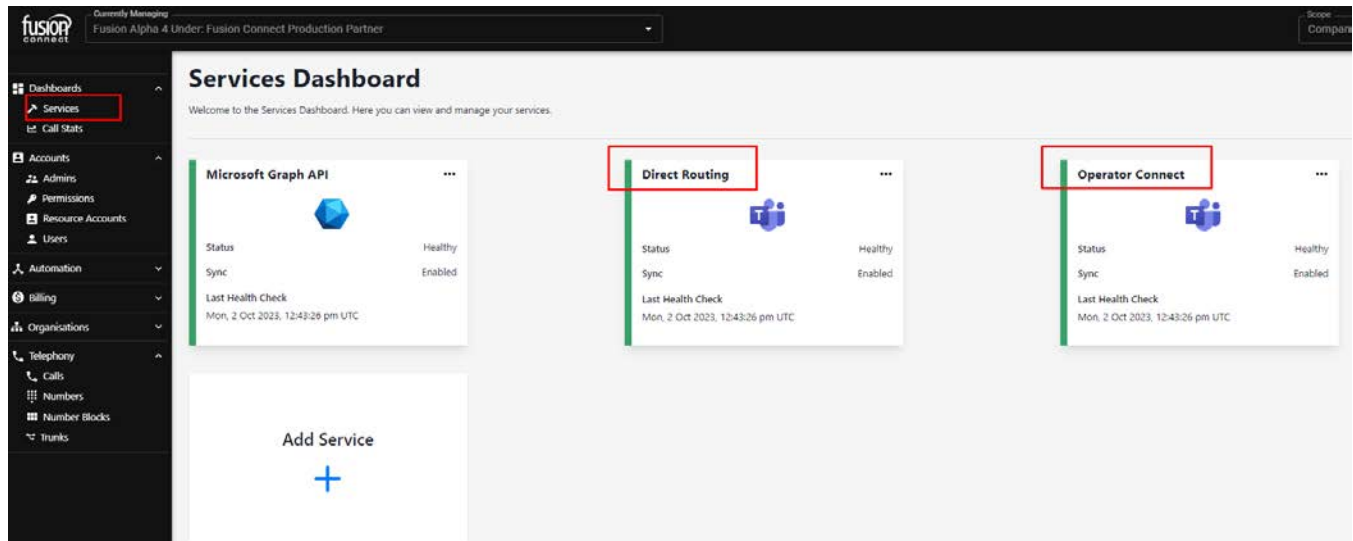 fusion
connect
Currently Managing
Fusion Alpha 4 Under: Fusion Connect Production Partner
Scope
Dashboards
Services
Call Stats
Accounts
Admins
Permissions
Resource Accounts
Users
Automation
Billing
Organisations
Telephony
Calls
Numbers
Number Blocks
Trunks
Services Dashboard
Welcome to the Services Dashboard. Here you can view and manage your services.
Microsoft Graph API
Status Healthy
Sync Enabled
Last Health Check
Mon, 2 Oct 2023, 12:43:26 pm UTC
Direct Routing
T
Status Healthy
Sync Enabled
Last Health Check
Mon, 2 Oct 2023, 12:43:26 pm UTC
Operator Connect
T
Status Healthy
Sync Enabled
Last Health Check
Mon, 2 Oct 2023, 12:43:26 pm UTC
Add Service